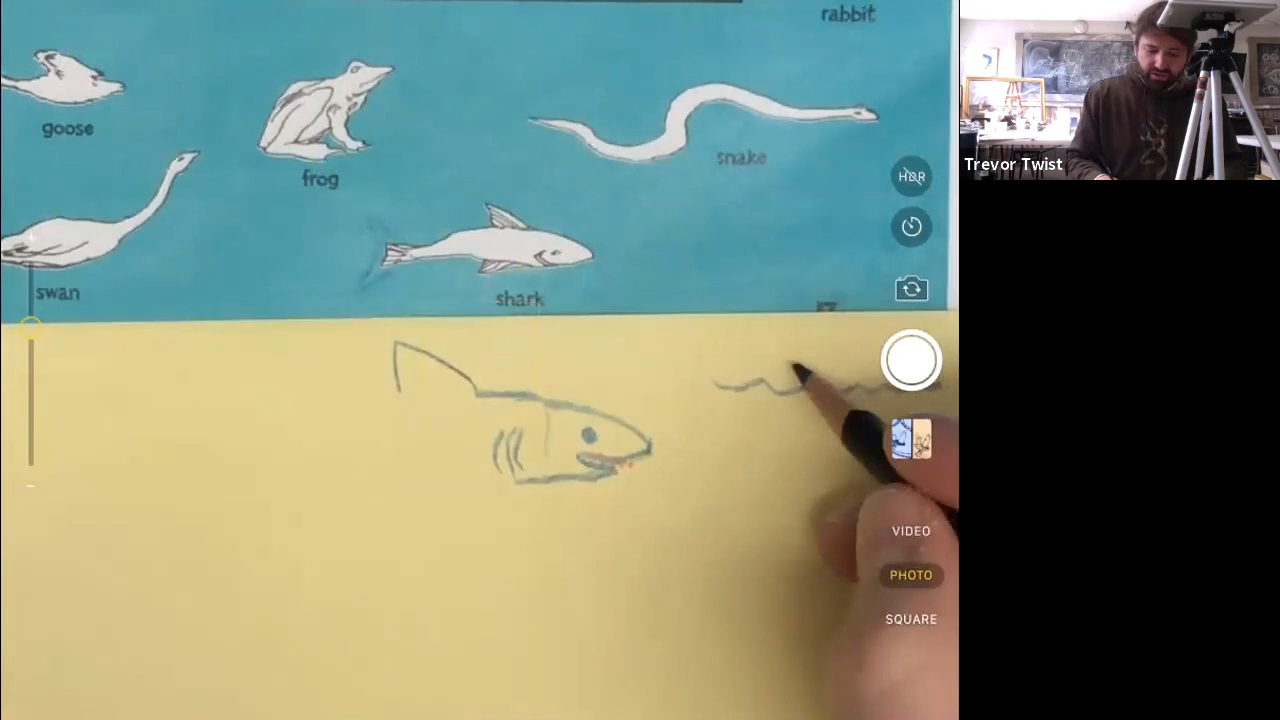 rabbit
goose
frog
snake
swan
shark
HDR
VIDEO
PHOTO
SQUARE
Trevor Twist